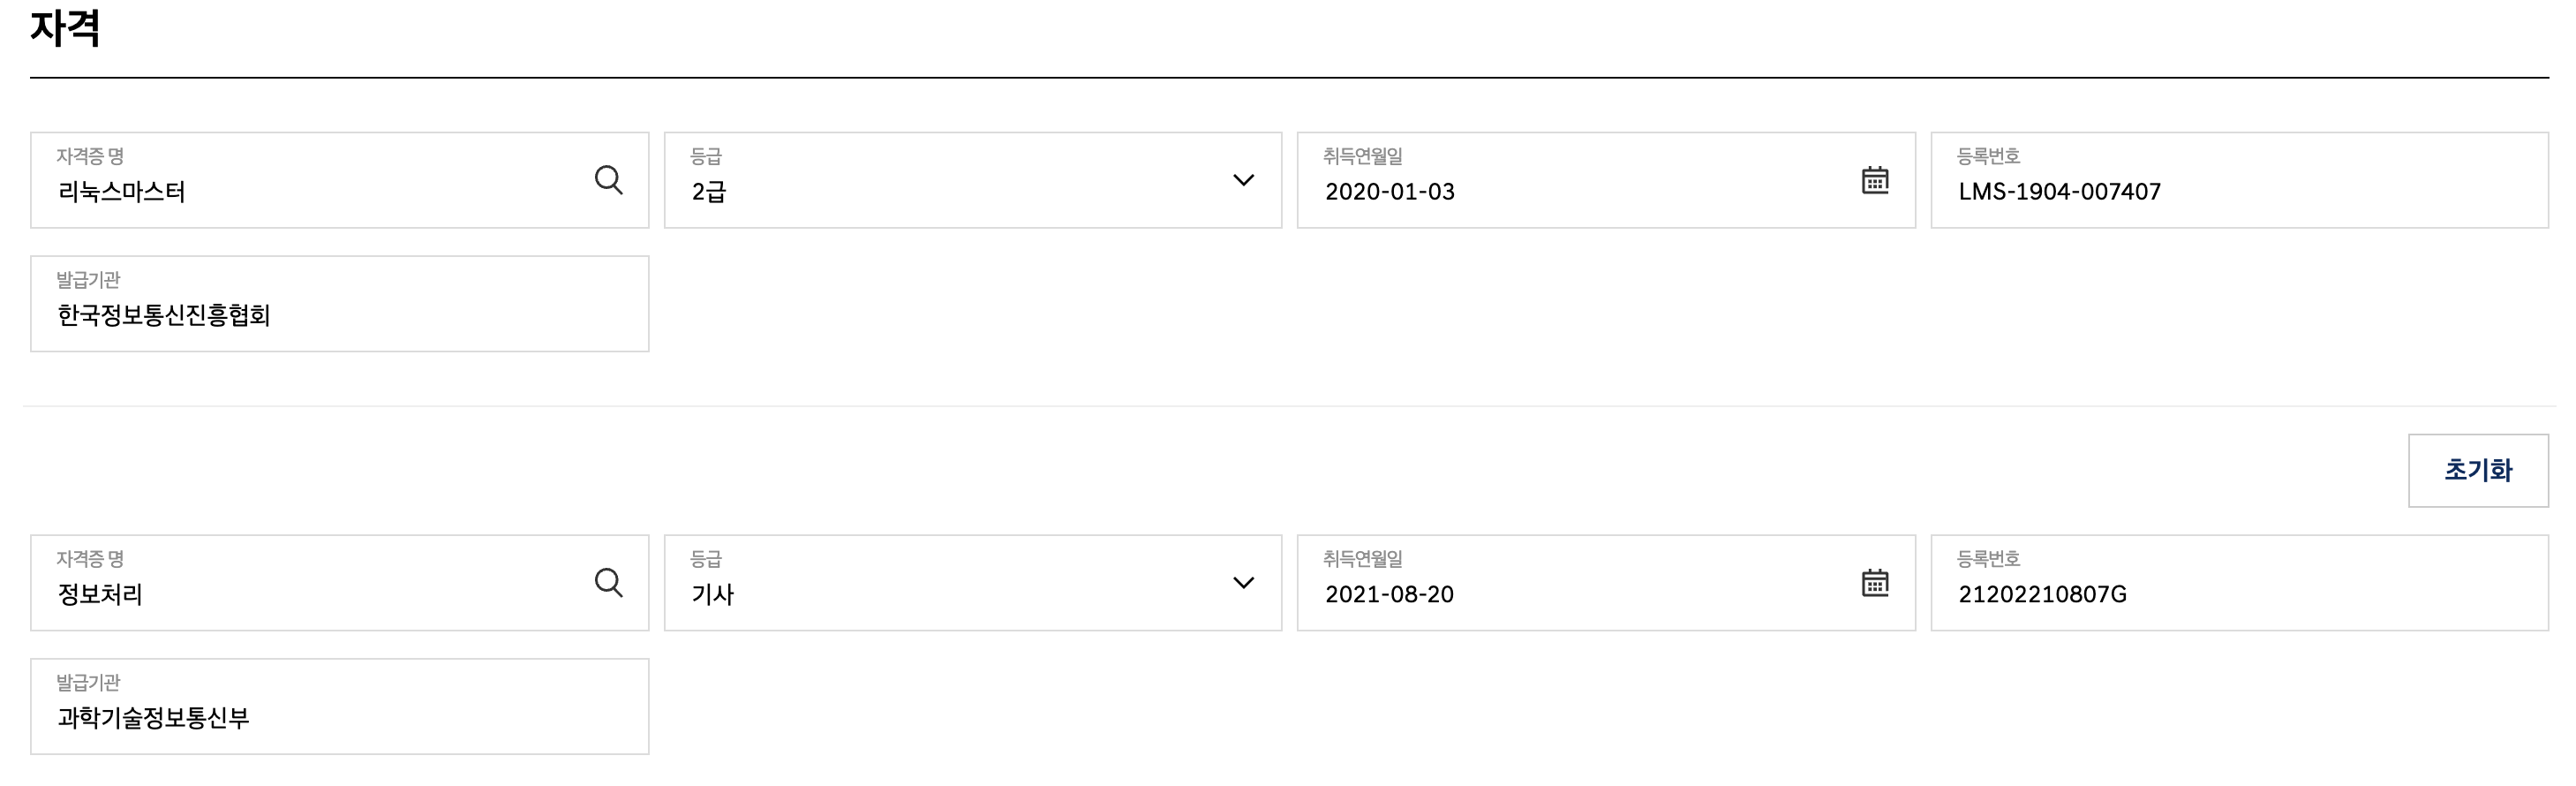 자격
자격증 명
리눅스마스터
등급
2급
취득연월일
2020-01-03
등록번호
LMS-1904-007407
발급기관
한국정보통신진흥협회
초기화
자격증 명
정보처리
등급
기사
취득연월일
2021-08-20
등록번호
21202210807G
발급기관
과학기술정보통신부